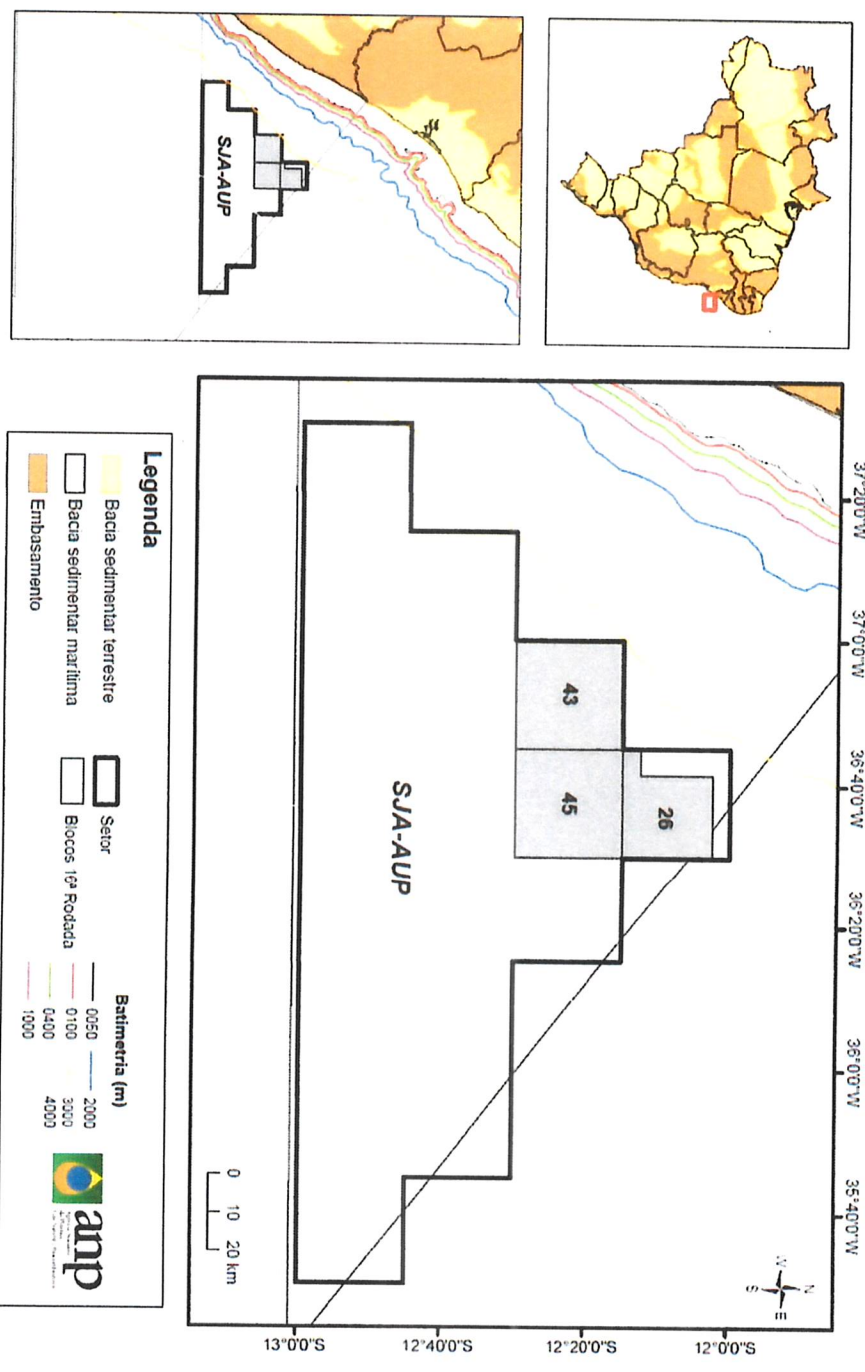 SJA-AUP
37°20'0"W
37°0'0"W
36°40'0"W
36°20'0"W
36°0'0"W
35°40'0"W
N
W
E
S
26
43
45
SJA-AUP
12°0'0"S
12°20'0"S
12°40'0"S
13°0'0"S
0 10 20 km
Legenda
Bacia sedimentar terrestre
Bacia sedimentar marítima
Embasamento
Setor
Blocos 16ª Rodada
Batimetria (m)
0050
0100
0400
1000
2000
3000
4000
anp